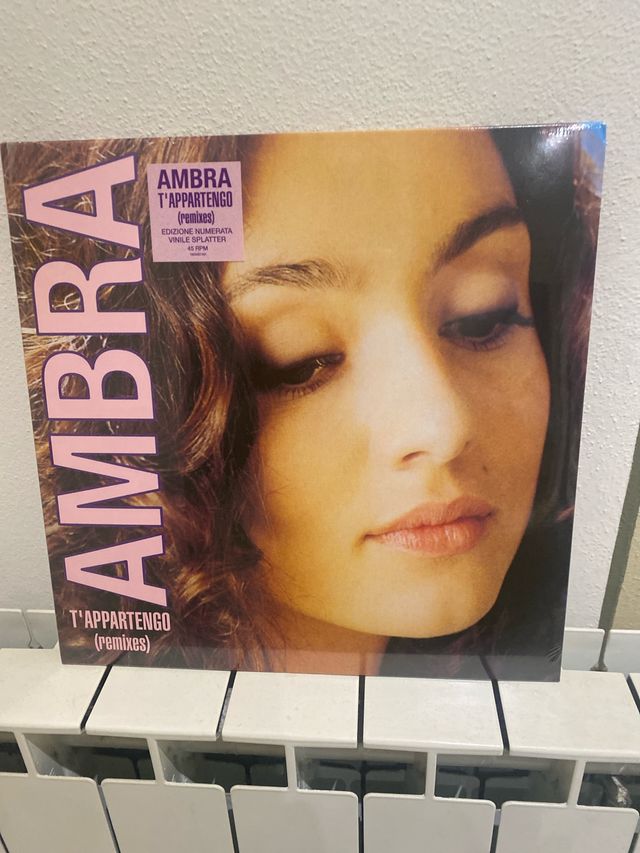 AMBRA
T'APPARTENGO
(remixes)
AMBRA
T'APPARTENGO
(remixes)
EDIZIONE NUMERATA
VINILE SPLATTER
45 RPM